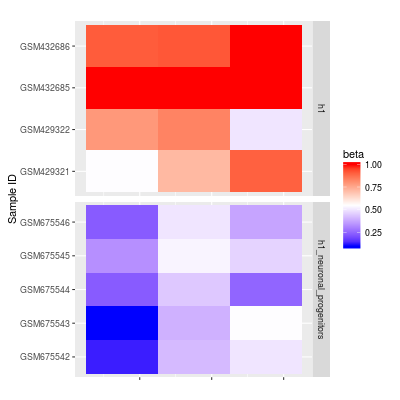 GSM432686
GSM432685
GSM429322
GSM429321
h1
GSM675546
GSM675545
GSM675544
GSM675543
GSM675542
h1_neuronal_progenitors
Sample ID
beta
1.00
0.75
0.50
0.25